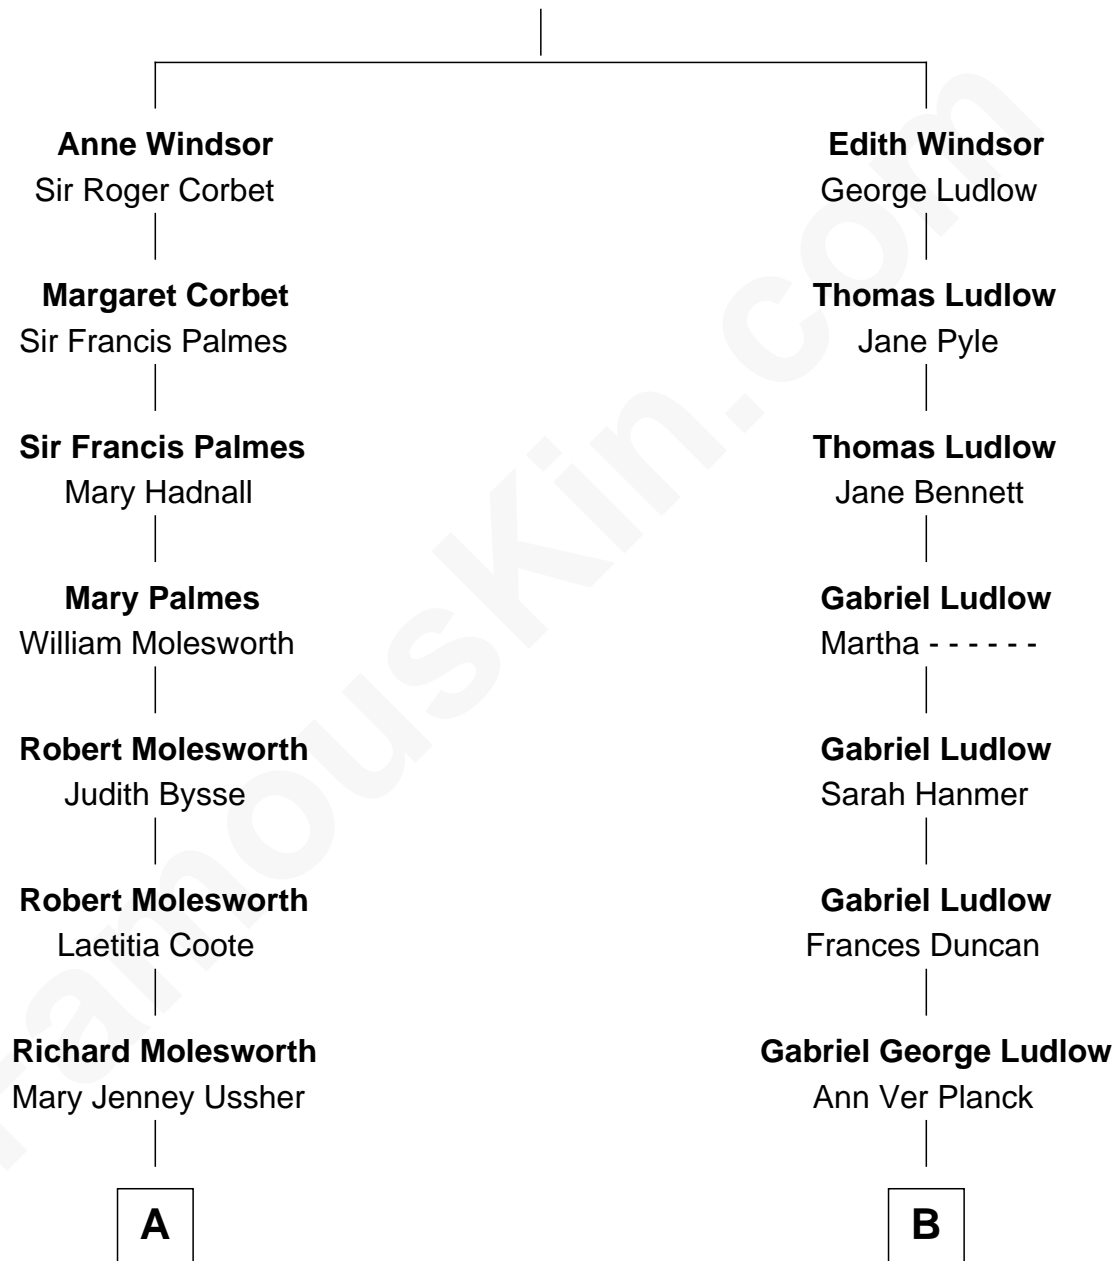 Anne Windsor
Sir Roger Corbet
Margaret Corbet
Sir Francis Palmes
Sir Francis Palmes
Mary Hadnall
Mary Palmes
William Molesworth
Robert Molesworth
Judith Bysse
Robert Molesworth
Laetitia Coote
Richard Molesworth
Mary Jenney Ussher
A
Edith Windsor
George Ludlow
Thomas Ludlow
Jane Pyle
Thomas Ludlow
Jane Bennett
Gabriel Ludlow
Martha - - - - - -
Gabriel Ludlow
Sarah Hanmer
Gabriel Ludlow
Frances Duncan
Gabriel George Ludlow
Ann Ver Planck
B
FamousKin.com